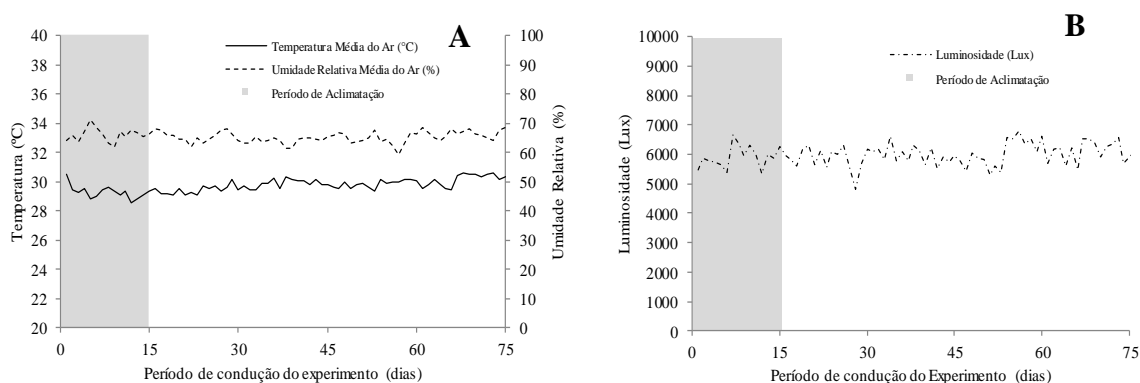 A
Temperatura Média do Ar (°C)
Umidade Relativa Média do Ar (%)
Período de Aclimatação
40
38
36
34
32
30
28
26
24
22
20
Temperatura (°C)
100
90
80
70
60
50
40
30
20
10
0
Umidade Relativa (%)
0 15 30 45 60 75
Período de condução do experimento (dias)
B
Luminosidade (Lux)
Período de Aclimatação
10000
9000
8000
7000
6000
5000
4000
3000
2000
1000
0
Luminosidade (Lux)
0 15 30 45 60 75
Período de condução do Experimento (dias)